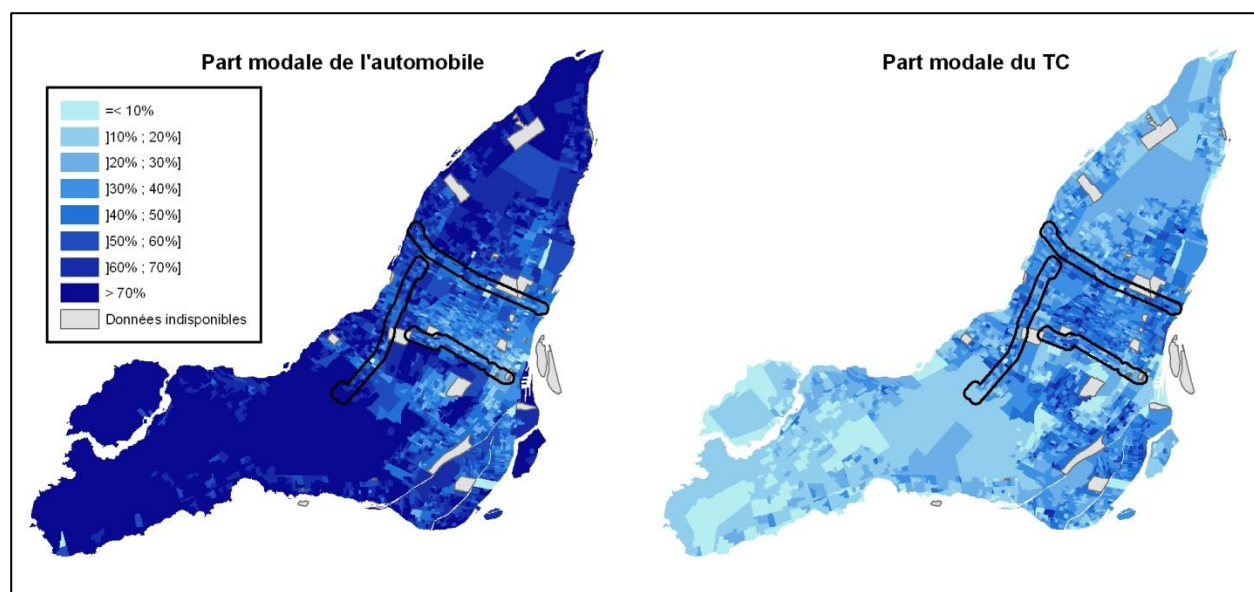 Part modale de l'automobile
Part modale du TC
=< 10%
]10% ; 20%]
]20% ; 30%]
]30% ; 40%]
]40% ; 50%]
]50% ; 60%]
]60% ; 70%]
> 70%
Données indisponibles